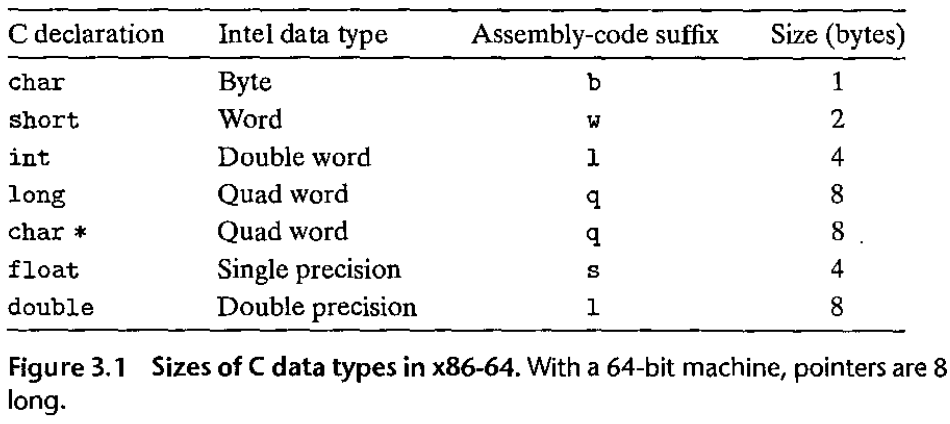 C declaration Intel data type Assembly-code suffix Size (bytes)
char Byte b 1
short Word w 2
int Double word l 4
long Quad word q 8
char * Quad word q 8
float Single precision s 4
double Double precision l 8
Figure 3.1 Sizes of C data types in x86-64. With a 64-bit machine, pointers are 8
long.